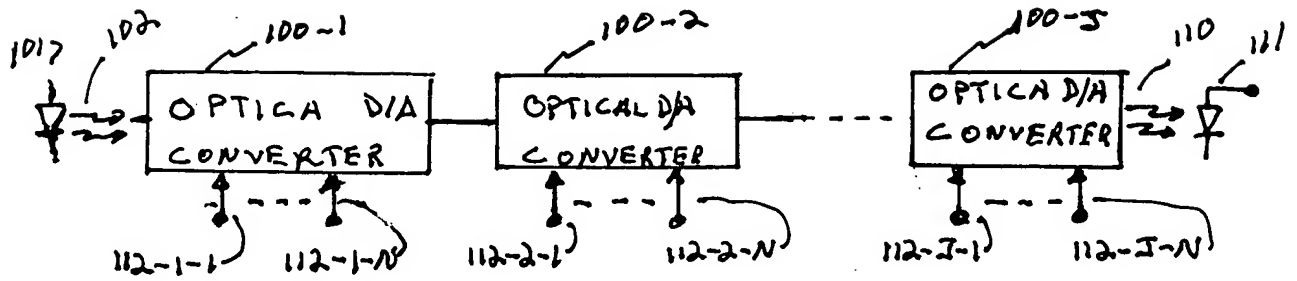 101
102
100-1
100-2
100-J
110
111
OPTICA D/A
CONVERTER
OPTICAL D/A
CONVERTER
OPTICA D/A
CONVERTER
112-1-1
112-1-N
112-2-1
112-2-N
112-J-1
112-J-N